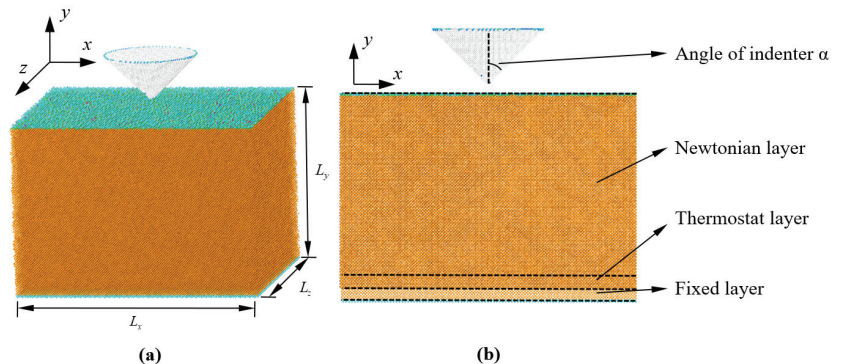 y
x
z
L_y
L_z
L_x
(a)
y
x
Angle of indenter α
Newtonian layer
Thermostat layer
Fixed layer
(b)